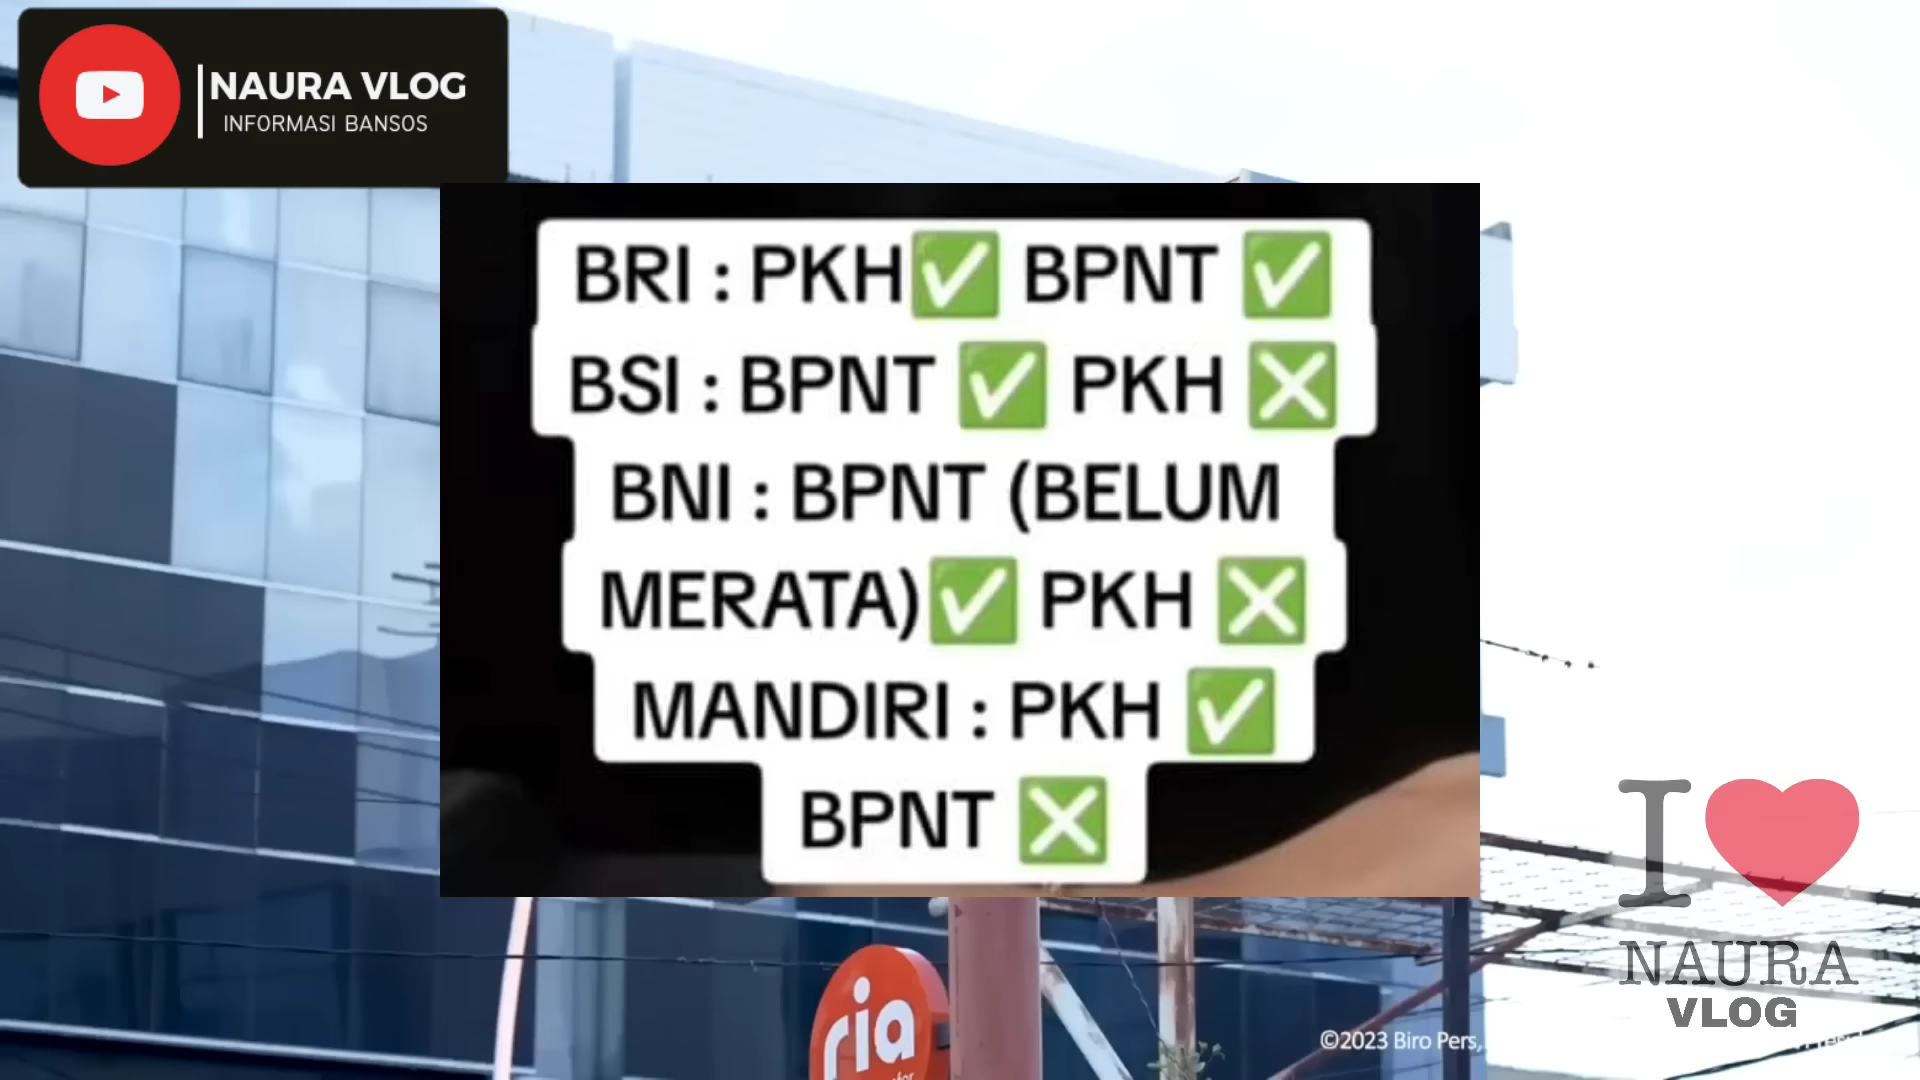 NAURA VLOG
INFORMASI BANSOS
BRI : PKH✅ BPNT ✅
BSI : BPNT ✅ PKH ❎
BNI : BPNT (BELUM
MERATA)✅ PKH ❎
MANDIRI : PKH ✅
BPNT ❎
I ❤
NAURA
VLOG
ria
©2023 Biro Pers,